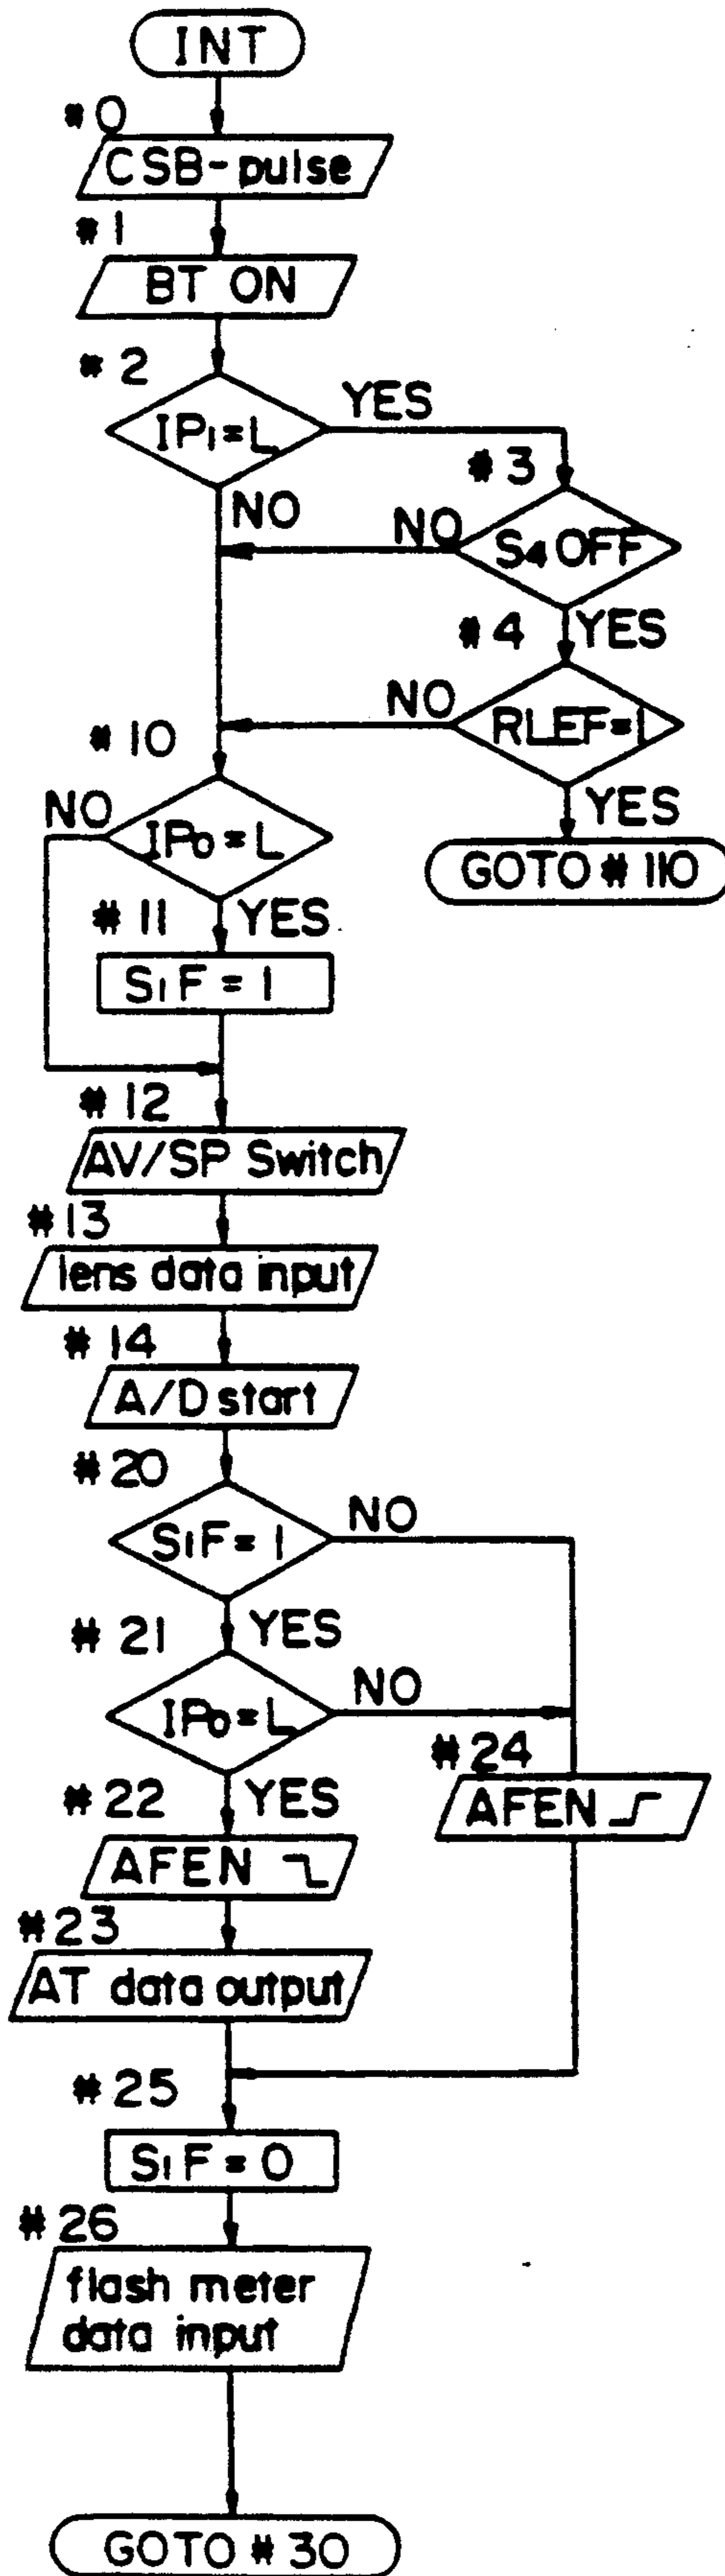 INT
#0
CSB-pulse
#1
BT ON
#2
IP1=L
YES
NO
#3
S4 OFF
NO
#4
YES
RLEF=1
NO
YES
GOTO # 110
#10
IP0=L
NO
#11
YES
S1F=1
#12
AV/SP Switch
#13
lens data input
#14
A/D start
#20
S1F=1
NO
#21
YES
IP0=L
NO
#24
AFEN
#22
YES
AFEN
#23
AT data output
#25
S1F=0
#26
flash meter
data input
GOTO # 30